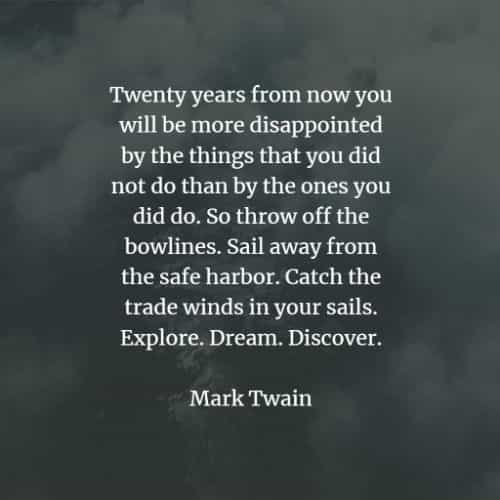 Twenty years from now you
will be more disappointed
by the things that you did
not do than by the ones you
did do. So throw off the
bowlines. Sail away from
the safe harbor. Catch the
trade winds in your sails.
Explore. Dream. Discover.
Mark Twain